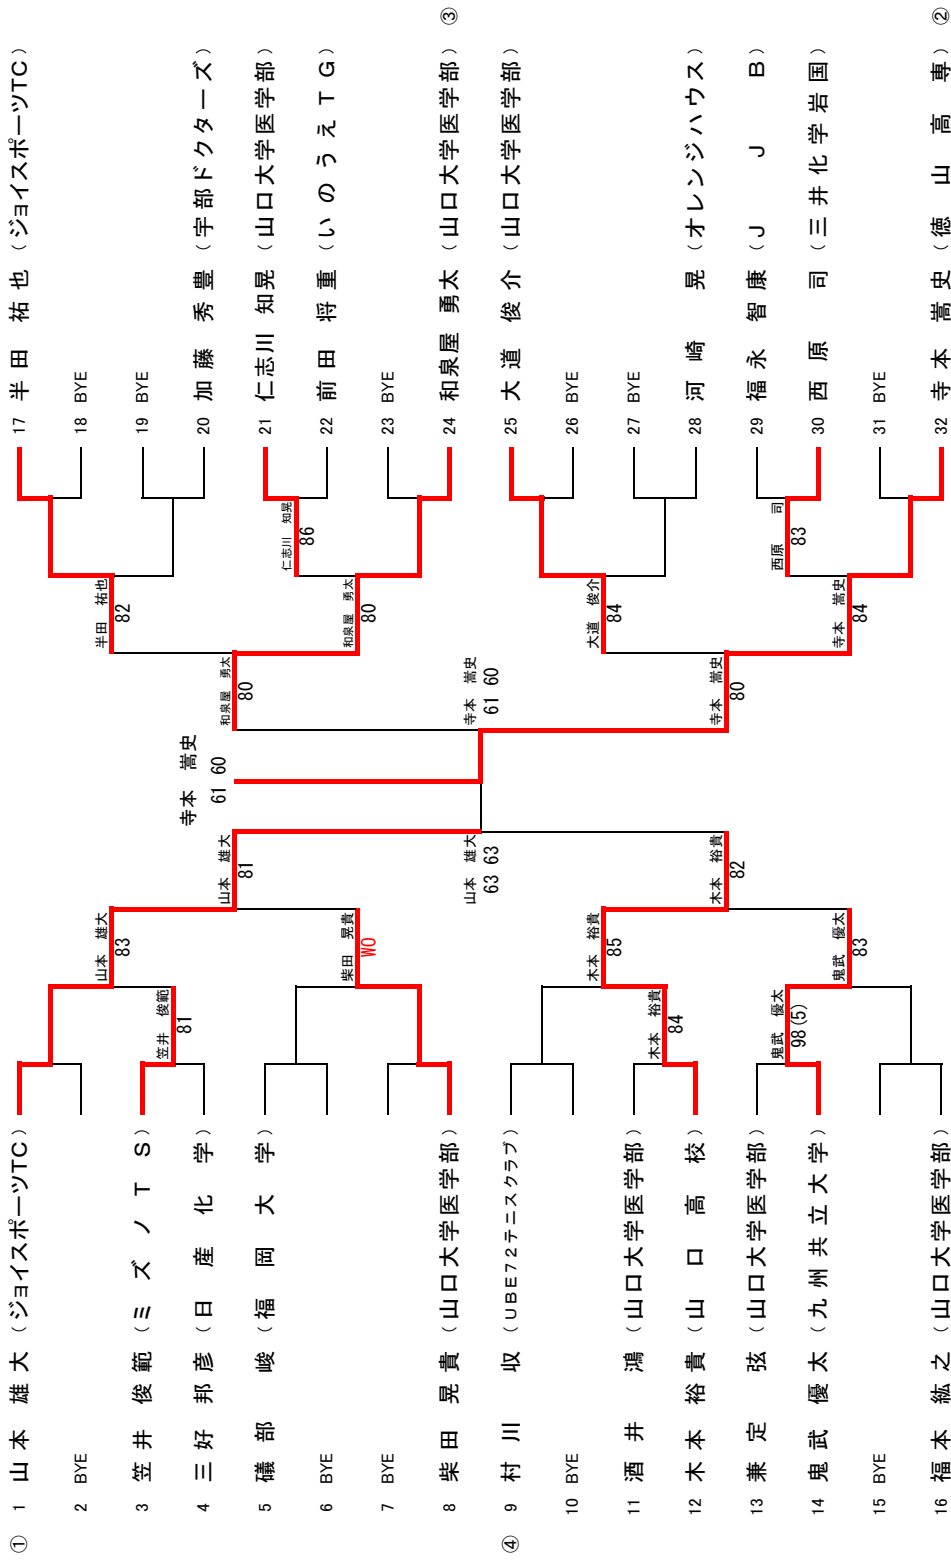 ① 1 山本 雄大 (ジョイスポーツTC)
2 BYE
3 笠井 俊範 (ミズノTS)
4 三好 邦彦 (日産化学)
5 礒部 峻 (福岡大学)
6 BYE
7 BYE
8 柴田 晃貴 (山口大学医学部)
④ 9 村川 収 (UBE72テニスクラブ)
10 BYE
11 酒井 鴻 (山口大学医学部)
12 木本 裕貴 (山口高校)
13 兼定 弦 (山口大学医学部)
14 鬼武 優太 (九州共立大学)
15 BYE
16 福本 紘之 (山口大学医学部)
笠井 俊範
81
木本 裕貴
84
鬼武 優太
98(5)
山本 雄大
83
柴田 晃貴
WO
木本 裕貴
85
鬼武 優太
83
山本 雄大
81
木本 裕貴
82
山本 雄大
63 63
寺本 嵩史
61 60
寺本 嵩史
61 60
和泉屋 勇太
80
寺本 嵩史
80
半田 祐也
82
和泉屋 勇太
80
大道 俊介
84
寺本 嵩史
84
仁志川 知晃
86
西原 司
83
17 半田 祐也 (ジョイスポーツTC)
18 BYE
19 BYE
20 加藤 秀豊 (宇部ドクターズ)
21 仁志川 知晃 (山口大学医学部)
22 前田 将重 (いのうえTG)
23 BYE
24 和泉屋 勇太 (山口大学医学部) ③
25 大道 俊介 (山口大学医学部)
26 BYE
27 BYE
28 河崎 晃 (オレンジハウス)
29 福永 智康 (JJJB)
30 西原 司 (三井化学岩国)
31 BYE
32 寺本 嵩史 (徳山高専) ②